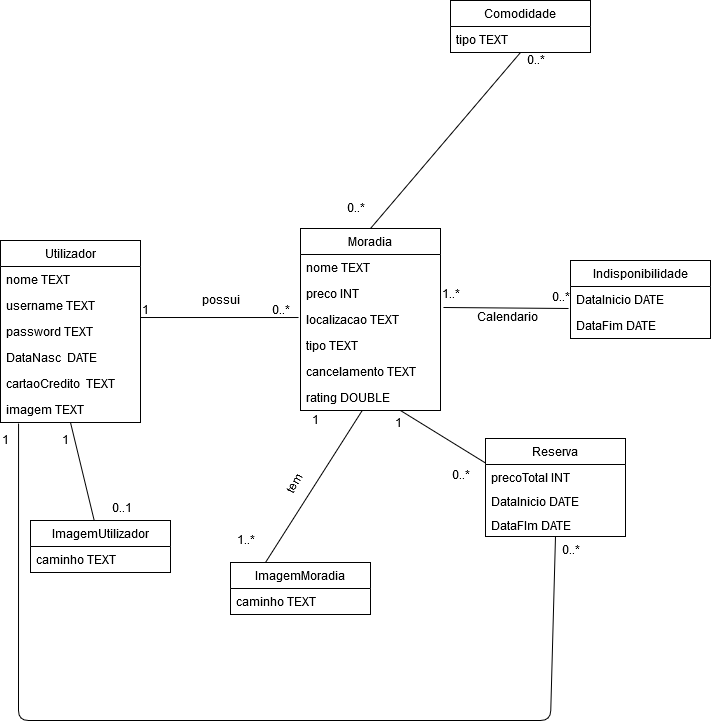 Comodidade
tipo TEXT
0..*
0..*
Utilizador
nome TEXT
username TEXT
password TEXT
DataNasc  DATE
cartaoCredito  TEXT
imagem TEXT
1
possui
0..*
Moradia
nome TEXT
preco INT
localizacao TEXT
tipo TEXT
cancelamento TEXT
rating DOUBLE
1..*
Calendario
0..*
Indisponibilidade
DataInicio DATE
DataFim DATE
1
1
0..1
ImagemUtilizador
caminho TEXT
1
tem
1..*
ImagemMoradia
caminho TEXT
1
0..*
Reserva
precoTotal INT
DataInicio DATE
DataFIm DATE
0..*